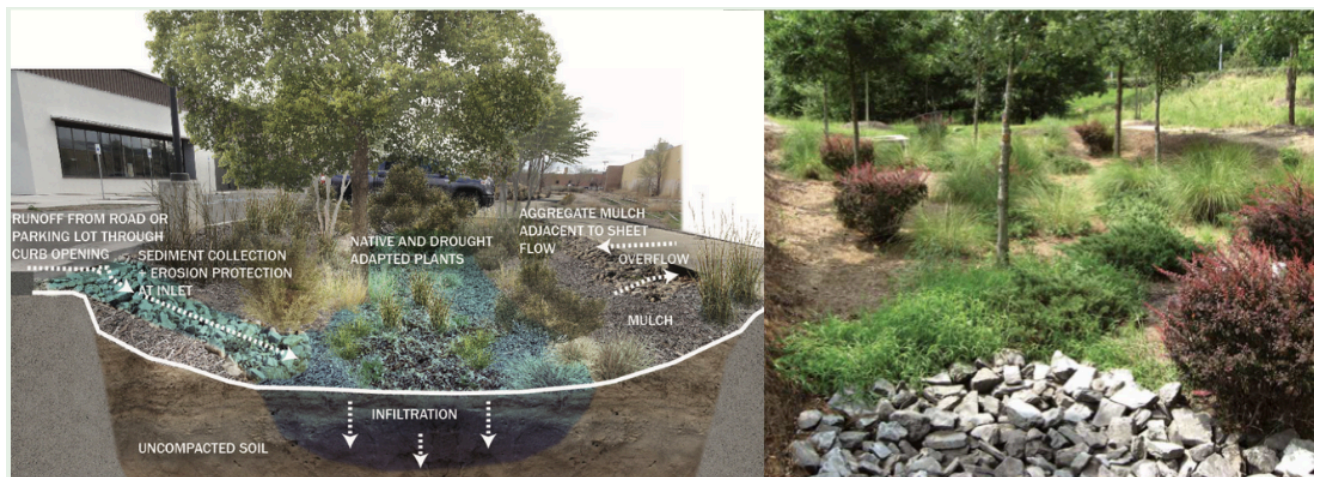 RUNOFF FROM ROAD OR
PARKING LOT THROUGH
CURB OPENING
SEDIMENT COLLECTION
+ EROSION PROTECTION
AT INLET
NATIVE AND DROUGHT
ADAPTED PLANTS
AGGREGATE MULCH
ADJACENT TO SHEET
FLOW
OVERFLOW
MULCH
INFILTRATION
UNCOMPACTED SOIL